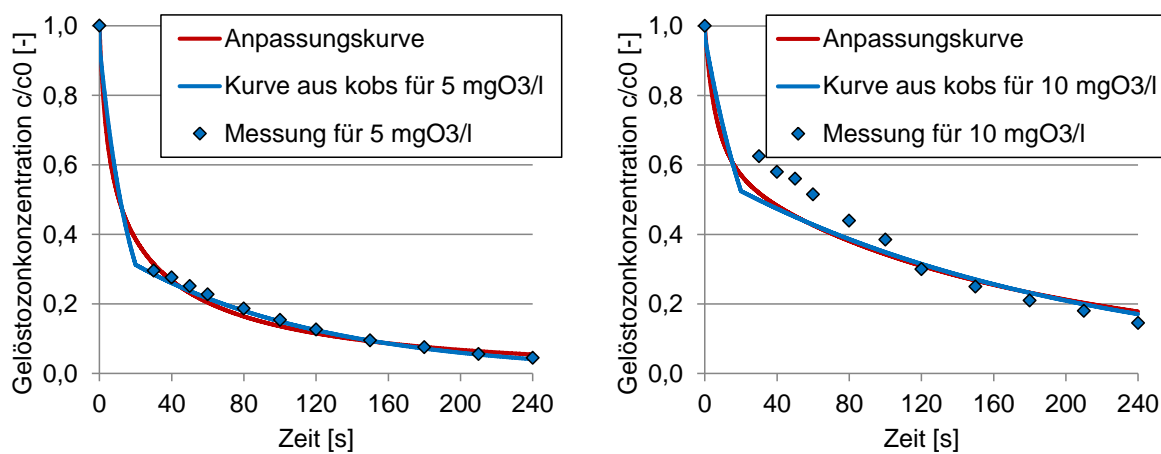 Gelöstozonkonzentration c/c0 [-]
1,0
0,8
0,6
0,4
0,2
0,0
Anpassungskurve
Kurve aus kobs für 5 mgO3/l
Messung für 5 mgO3/l
0 40 80 120 160 200 240
Zeit [s]
Gelöstozonkonzentration c/c0 [-]
1,0
0,8
0,6
0,4
0,2
0,0
Anpassungskurve
Kurve aus kobs für 10 mgO3/l
Messung für 10 mgO3/l
0 40 80 120 160 200 240
Zeit [s]